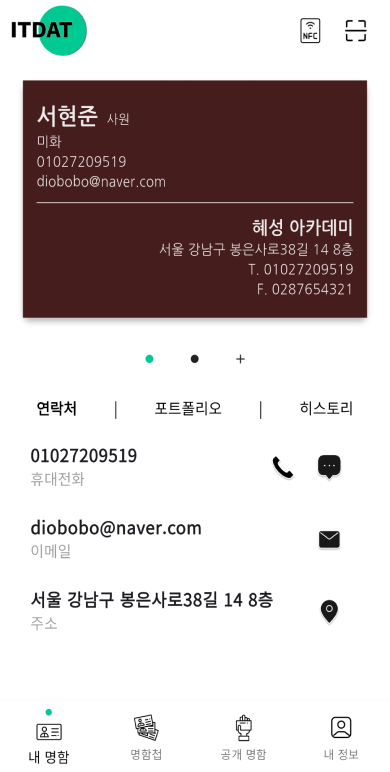 ITDAT
NFC
서현준 사원
미화
01027209519
diobobo@naver.com
혜성 아카데미
서울 강남구 봉은사로38길 14 8층
T. 01027209519
F. 0287654321
+
연락처 | 포트폴리오 | 히스토리
01027209519
휴대전화
diobobo@naver.com
이메일
서울 강남구 봉은사로38길 14 8층
주소
내 명함 명함첩 공개 명함 내 정보